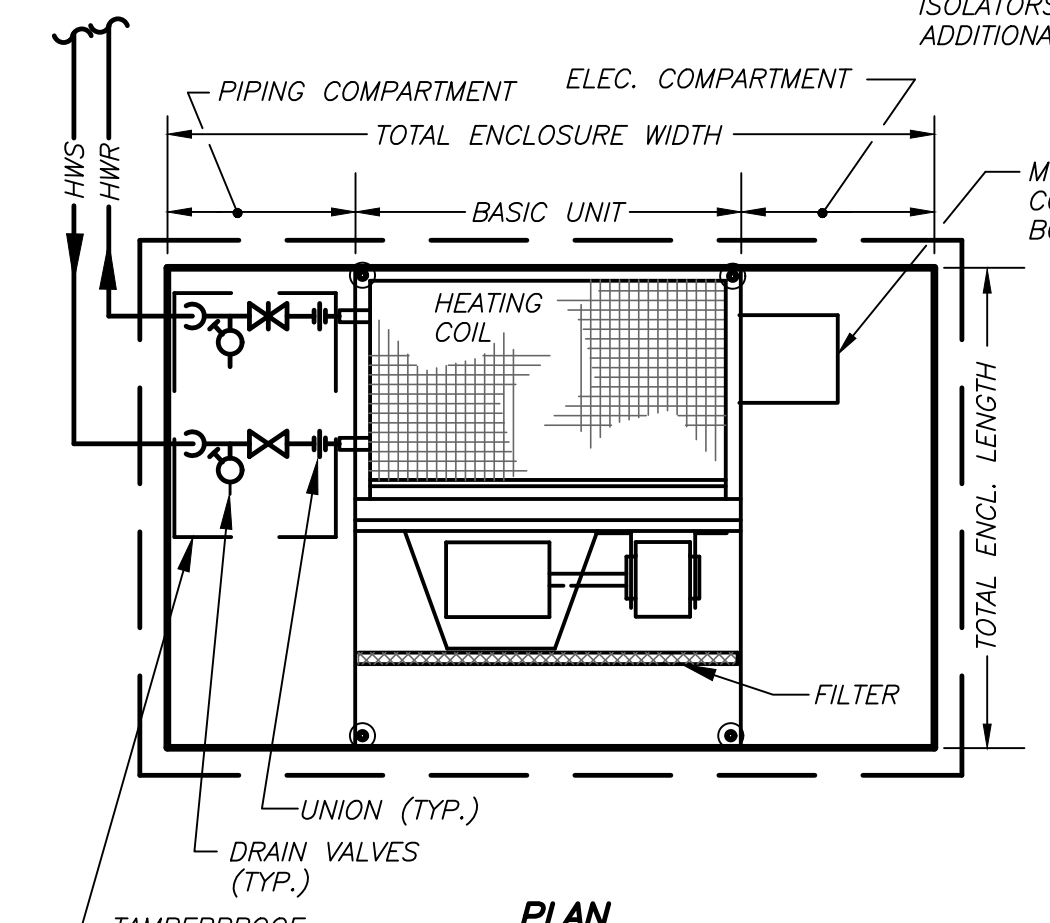 ISOLATORS
PIPING COMPARTMENT
ELEC. COMPARTMENT
TOTAL ENCLOSURE WIDTH
HWS
HWR
BASIC UNIT
HEATING
COIL
TOTAL ENCL. LENGTH
FILTER
UNION (TYP.)
DRAIN VALVES
(TYP.)
PLAN